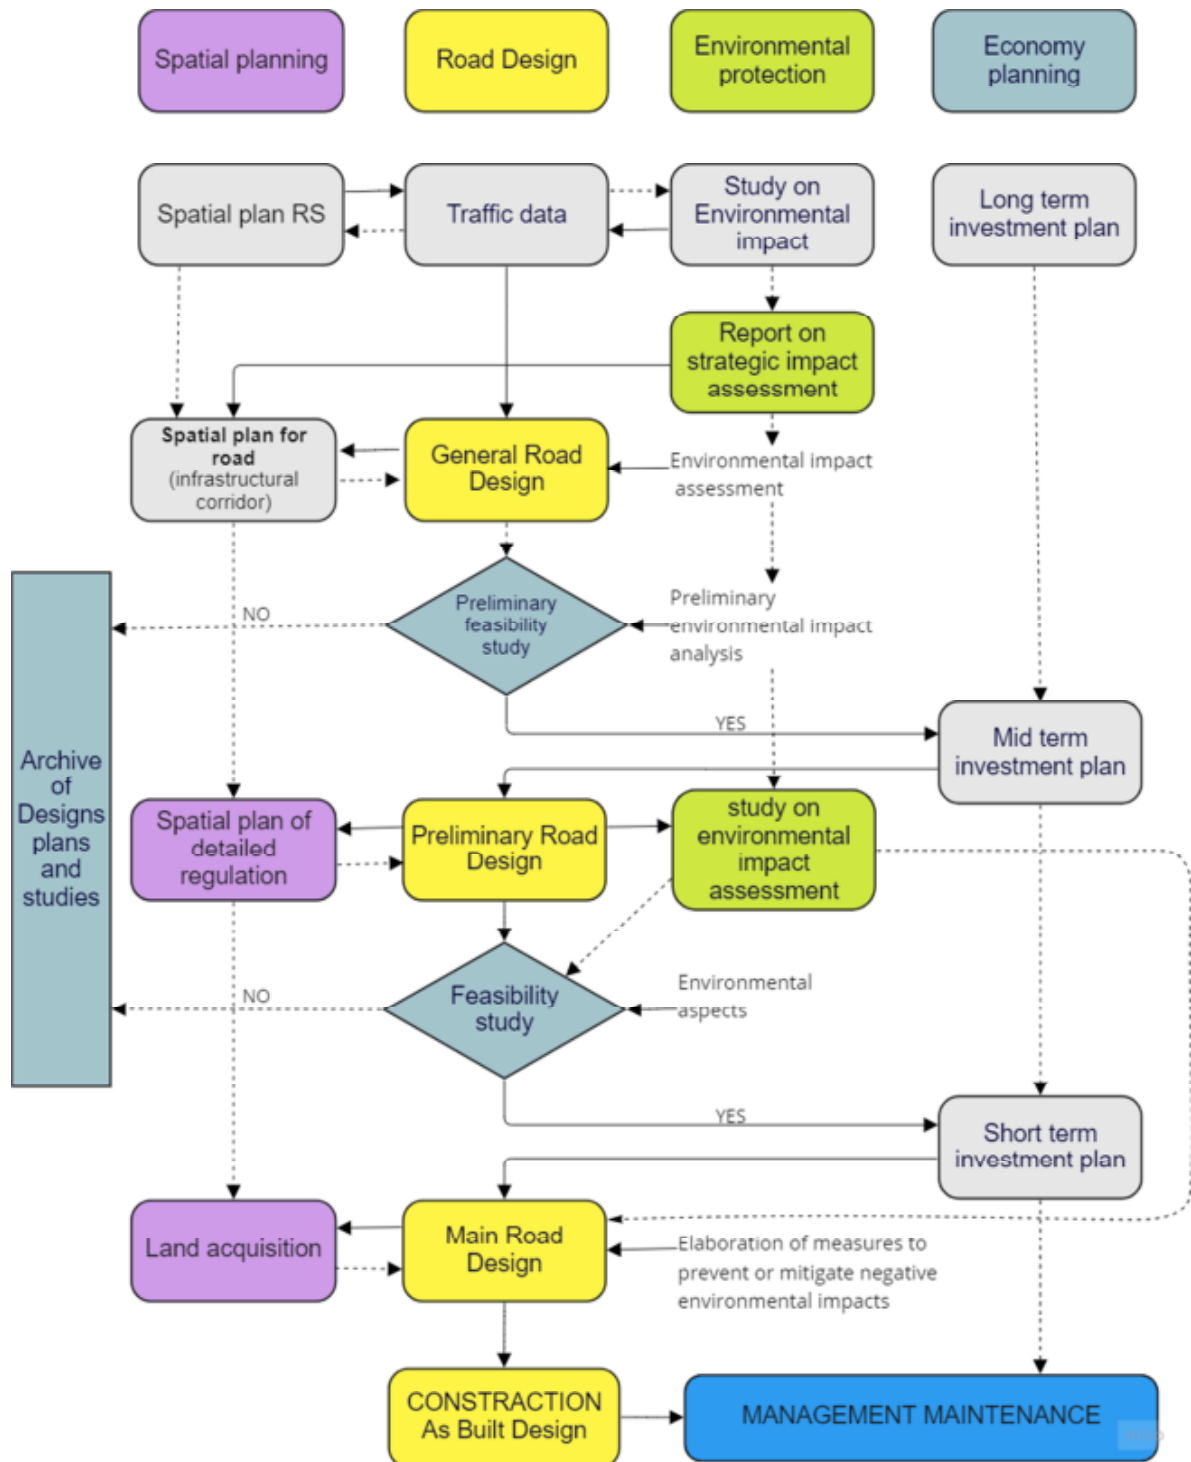 Spatial planning
Road Design
Environmental
protection
Economy
planning
Spatial plan RS
Traffic data
Study on
Environmental
impact
Long term
investment plan
Report on
strategic impact
assessment
Spatial plan for
road
(infrastructural
corridor)
General Road
Design
Environmental impact
assessment
Preliminary
feasibility
study
NO
Preliminary
environmental impact
analysis
YES
Mid term
investment plan
Archive
of
Designs
plans
and
studies
Spatial plan of
detailed
regulation
Preliminary Road
Design
study on
environmental
impact
assessment
Feasibility
study
NO
Environmental
aspects
YES
Short term
investment plan
Land acquisition
Main Road
Design
Elaboration of measures to
prevent or mitigate negative
environmental impacts
CONSTRACTION
As Built Design
MANAGEMENT MAINTENANCE